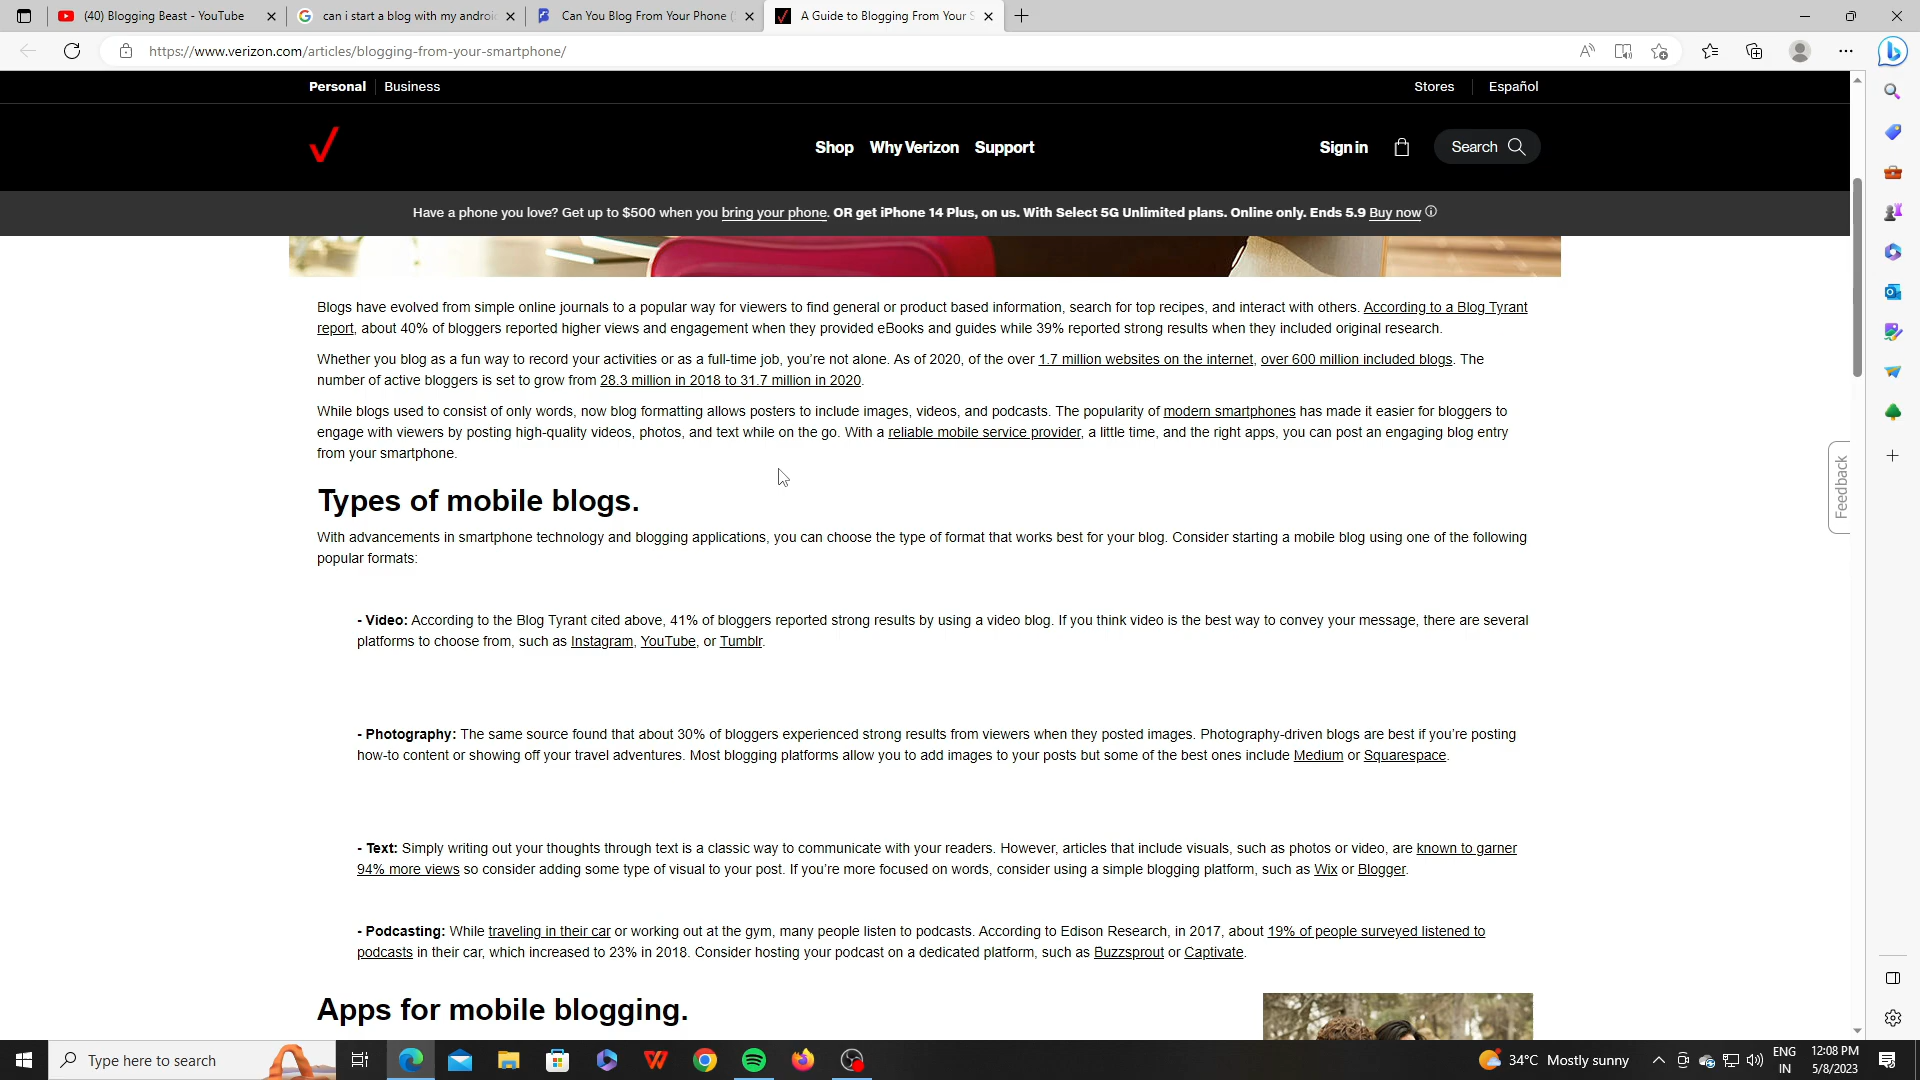 (40) Blogging Beast - YouTube
can i start a blog with my androi
Can You Blog From Your Phone (
A Guide to Blogging From Your S
https://www.verizon.com/articles/blogging-from-your-smartphone/
Personal Business Stores Español
Shop Why Verizon Support Sign in Search
Have a phone you love? Get up to $500 when you bring your phone. OR get iPhone 14 Plus, on us. With Select 5G Unlimited plans. Online only. Ends 5.9 Buy now
Blogs have evolved from simple online journals to a popular way for viewers to find general or product based information, search for top recipes, and interact with others. According to a Blog Tyrant
report, about 40% of bloggers reported higher views and engagement when they provided eBooks and guides while 39% reported strong results when they included original research.
Whether you blog as a fun way to record your activities or as a full-time job, you're not alone. As of 2020, of the over 1.7 million websites on the internet, over 600 million included blogs. The
number of active bloggers is set to grow from 28.3 million in 2018 to 31.7 million in 2020.
While blogs used to consist of only words, now blog formatting allows posters to include images, videos, and podcasts. The popularity of modern smartphones has made it easier for bloggers to
engage with viewers by posting high-quality videos, photos, and text while on the go. With a reliable mobile service provider, a little time, and the right apps, you can post an engaging blog entry
from your smartphone.
Feedback
Types of mobile blogs.
With advancements in smartphone technology and blogging applications, you can choose the type of format that works best for your blog. Consider starting a mobile blog using one of the following
popular formats:
- Video: According to the Blog Tyrant cited above, 41% of bloggers reported strong results by using a video blog. If you think video is the best way to convey your message, there are several
platforms to choose from, such as Instagram, YouTube, or Tumblr.
- Photography: The same source found that about 30% of bloggers experienced strong results from viewers when they posted images. Photography-driven blogs are best if you're posting
how-to content or showing off your travel adventures. Most blogging platforms allow you to add images to your posts but some of the best ones include Medium or Squarespace.
- Text: Simply writing out your thoughts through text is a classic way to communicate with your readers. However, articles that include visuals, such as photos or video, are known to garner
94% more views so consider adding some type of visual to your post. If you're more focused on words, consider using a simple blogging platform, such as Wix or Blogger.
- Podcasting: While traveling in their car or working out at the gym, many people listen to podcasts. According to Edison Research, in 2017, about 19% of people surveyed listened to
podcasts in their car, which increased to 23% in 2018. Consider hosting your podcast on a dedicated platform, such as Buzzsprout or Captivate.
Apps for mobile blogging.
Type here to search
34°C Mostly sunny
ENG
IN
12:08 PM
5/8/2023